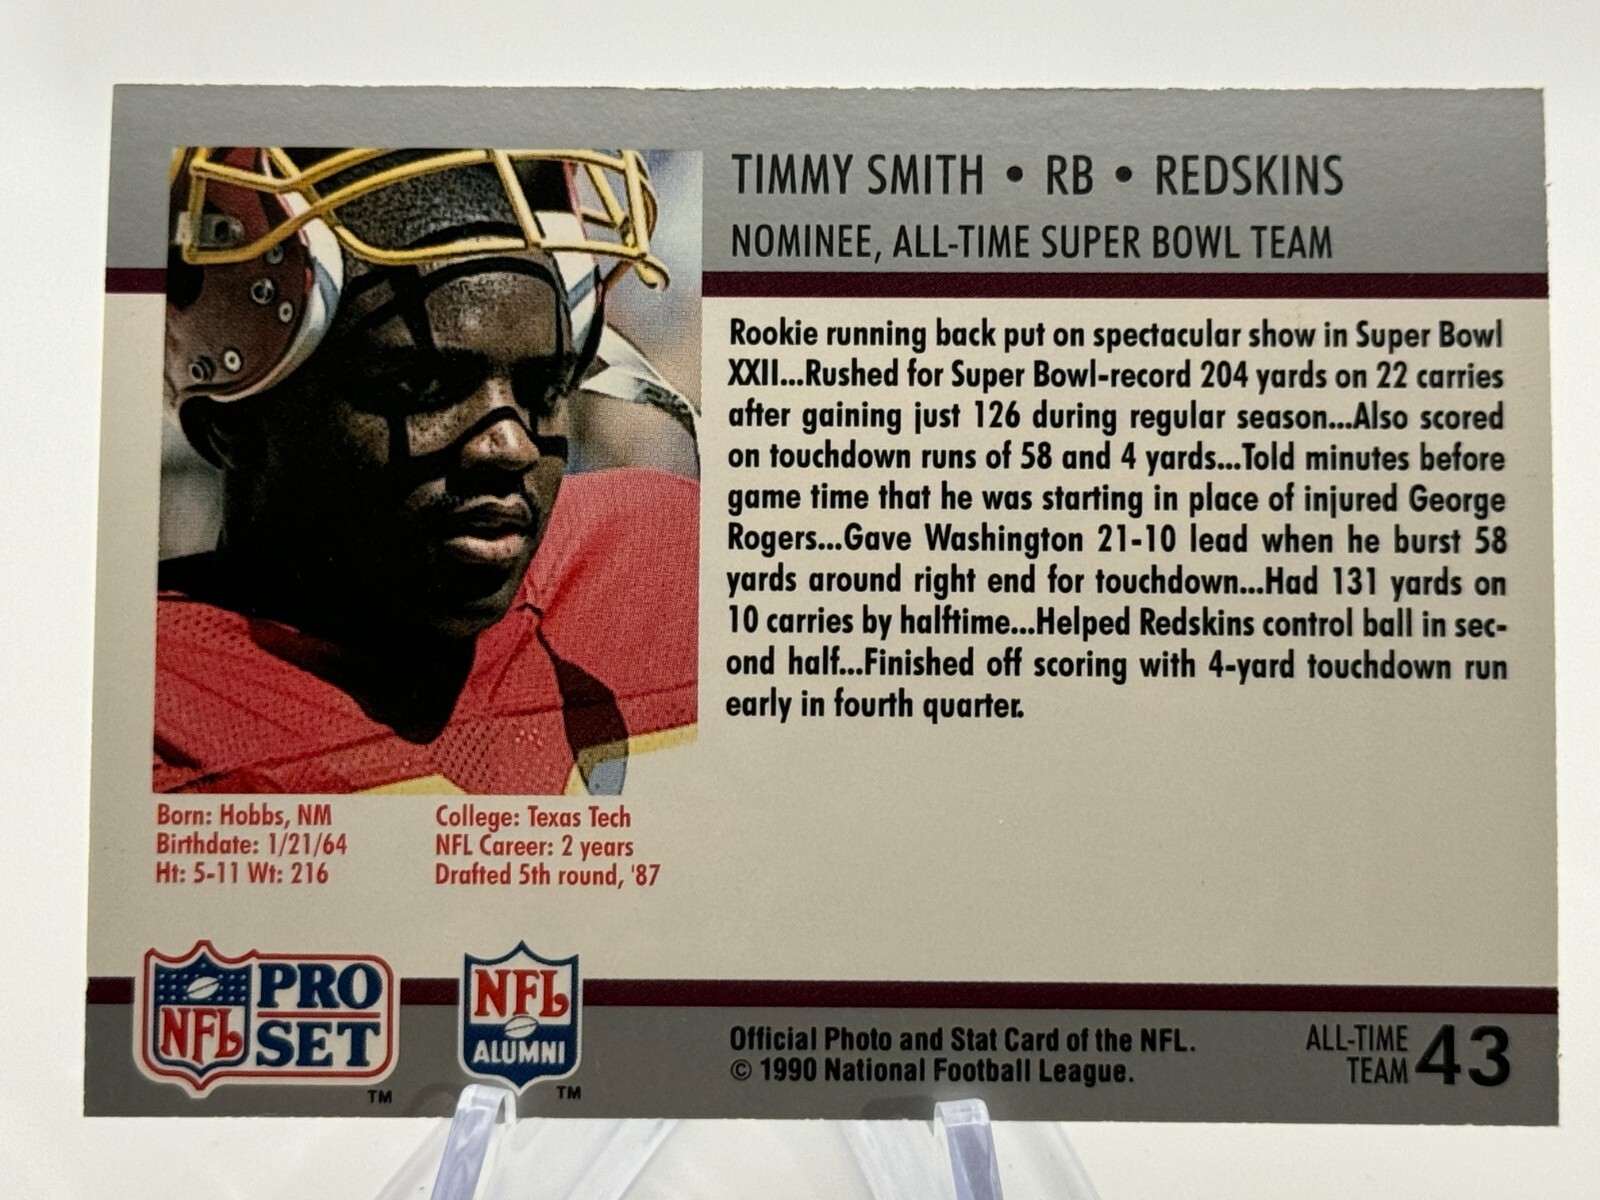 TIMMY SMITH • RB • REDSKINS
NOMINEE, ALL-TIME SUPER BOWL TEAM
Rookie running back put on spectacular show in Super Bowl
XXII...Rushed for Super Bowl-record 204 yards on 22 carries
after gaining just 126 during regular season...Also scored
on touchdown runs of 58 and 4 yards...Told minutes before
game time that he was starting in place of injured George
Rogers...Gave Washington 21-10 lead when he burst 58
yards around right end for touchdown...Had 131 yards on
10 carries by halftime...Helped Redskins control ball in sec-
ond half...Finished off scoring with 4-yard touchdown run
early in fourth quarter.
Born: Hobbs, NM
Birthdate: 1/21/64
Ht: 5-11 Wt: 216
College: Texas Tech
NFL Career: 2 years
Drafted 5th round, '87
NFL
PRO
SET
TM
NFL
ALUMNI
TM
Official Photo and Stat Card of the NFL.
© 1990 National Football League.
ALL-TIME
TEAM 43